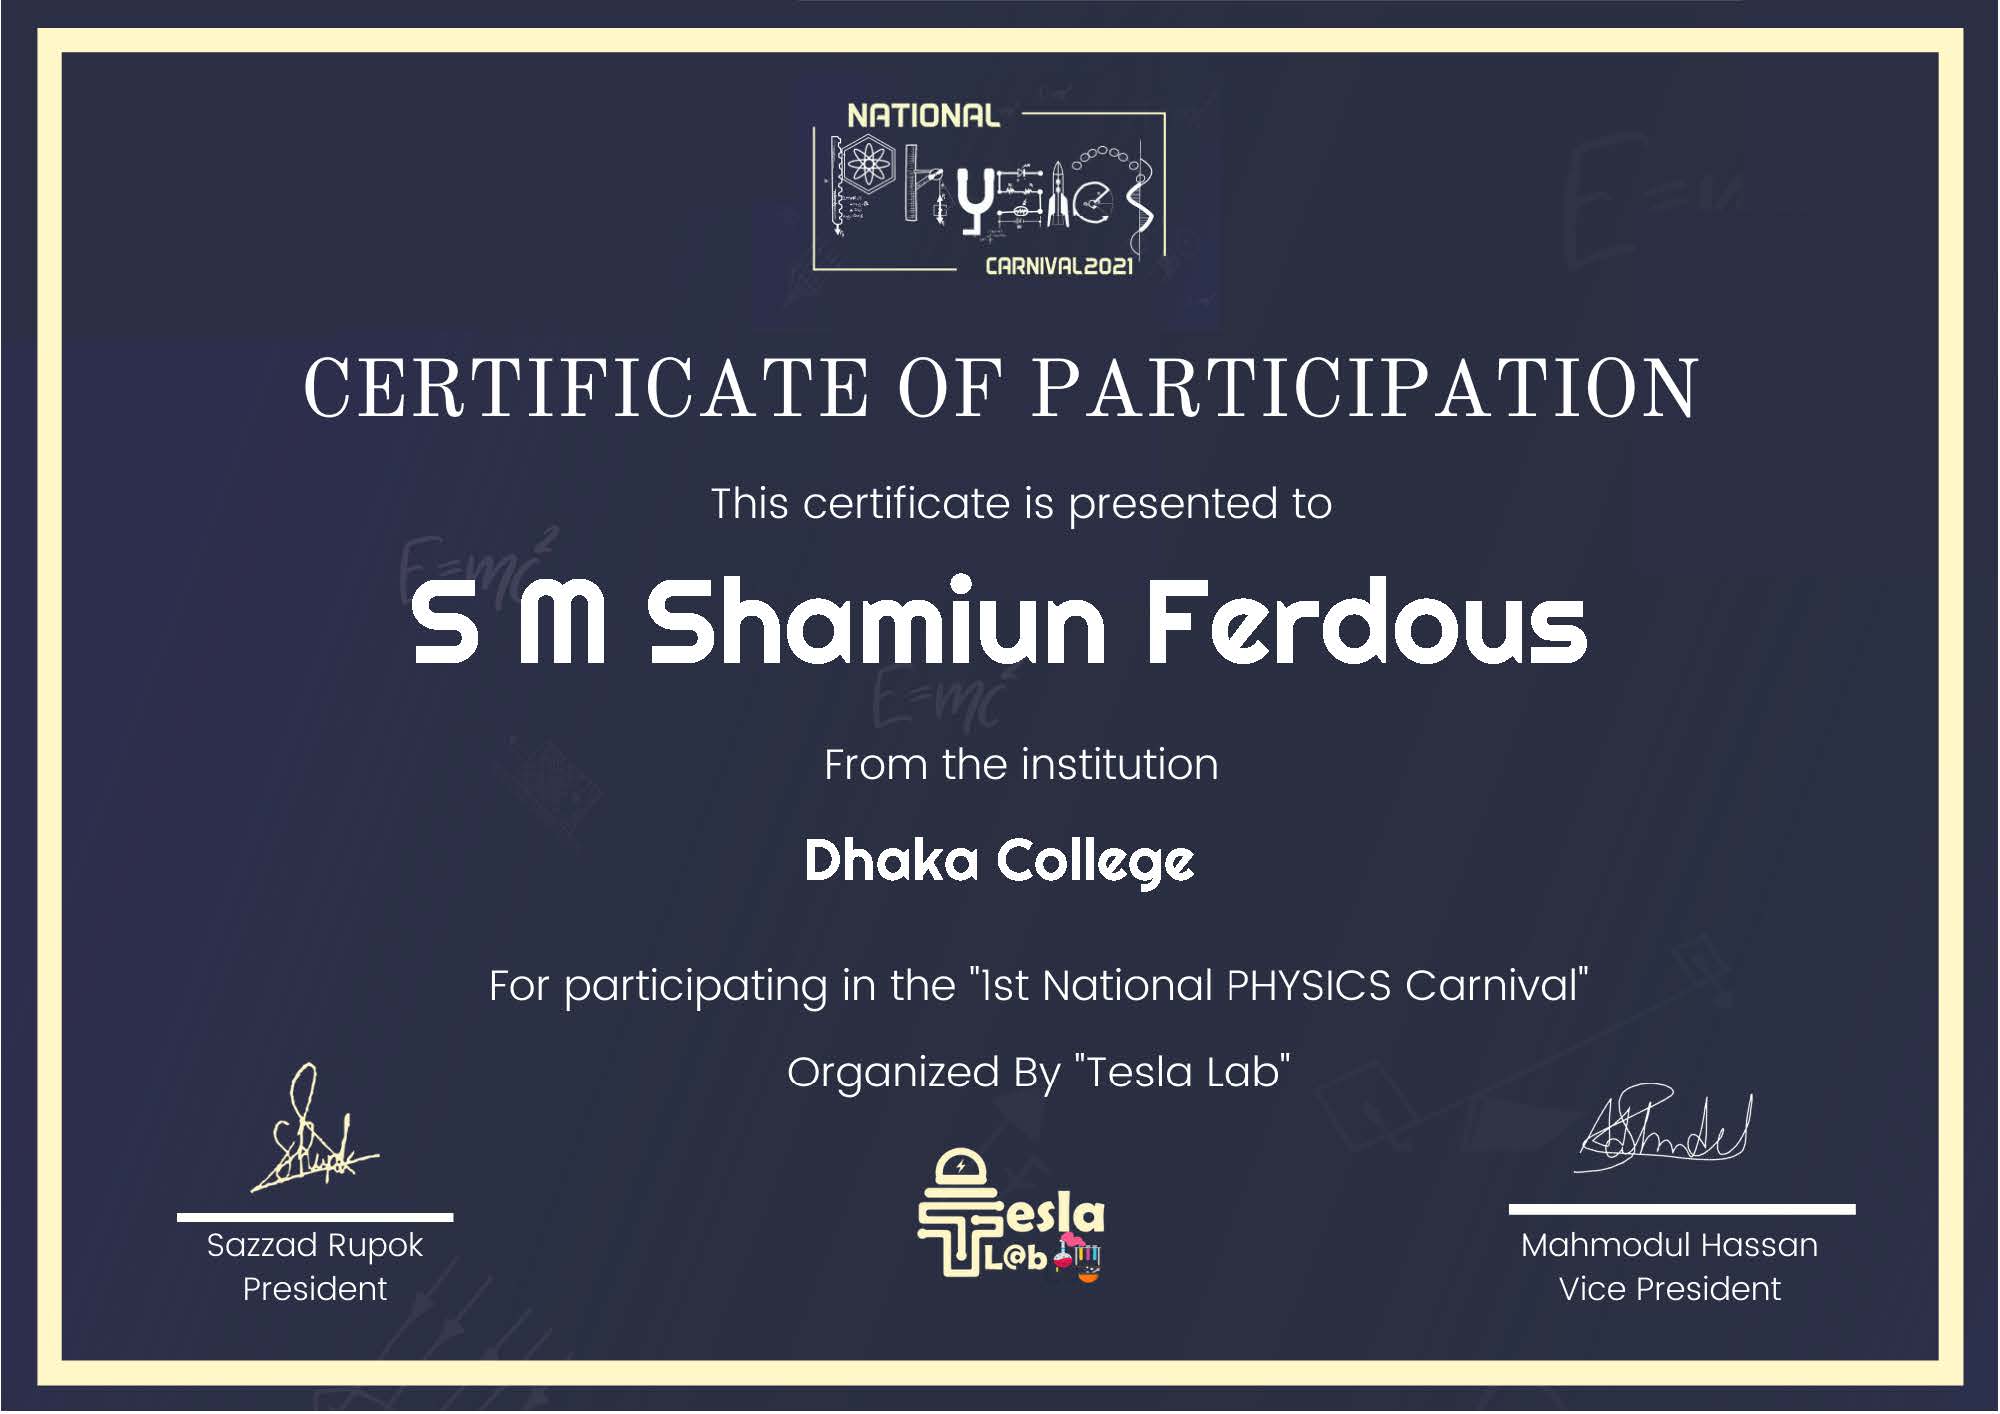 NATIONAL
Physics
CARNIVAL2021
CERTIFICATE OF PARTICIPATION
This certificate is presented to
E=mc²
S M Shamiun Ferdous
E=mc²
From the institution
Dhaka College
For participating in the "1st National PHYSICS Carnival"
Organized By "Tesla Lab"
Tesla
L@b
Sazzad Rupok
President
Mahmodul Hassan
Vice President